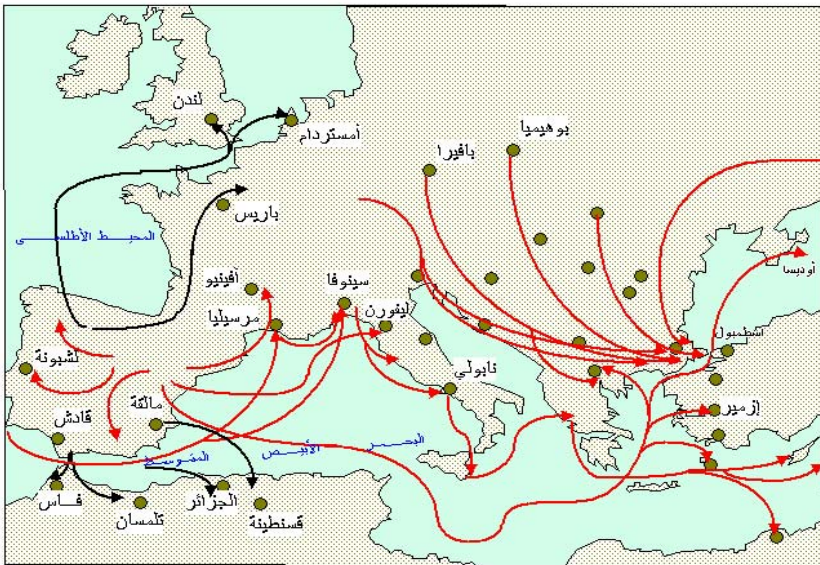 لندن
أمستردام
بوهيميا
بافيرا
باريس
المحيط الأطلسي
أوديسا
أفينيو
سينوفا
مرسيليا
ليفورن
اسطمبول
لشبونة
نابولي
إزمير
قادش
مالقة
البحر
الأبيض
المتوسط
فاس
تلمسان
الجزائر
قسنطينة